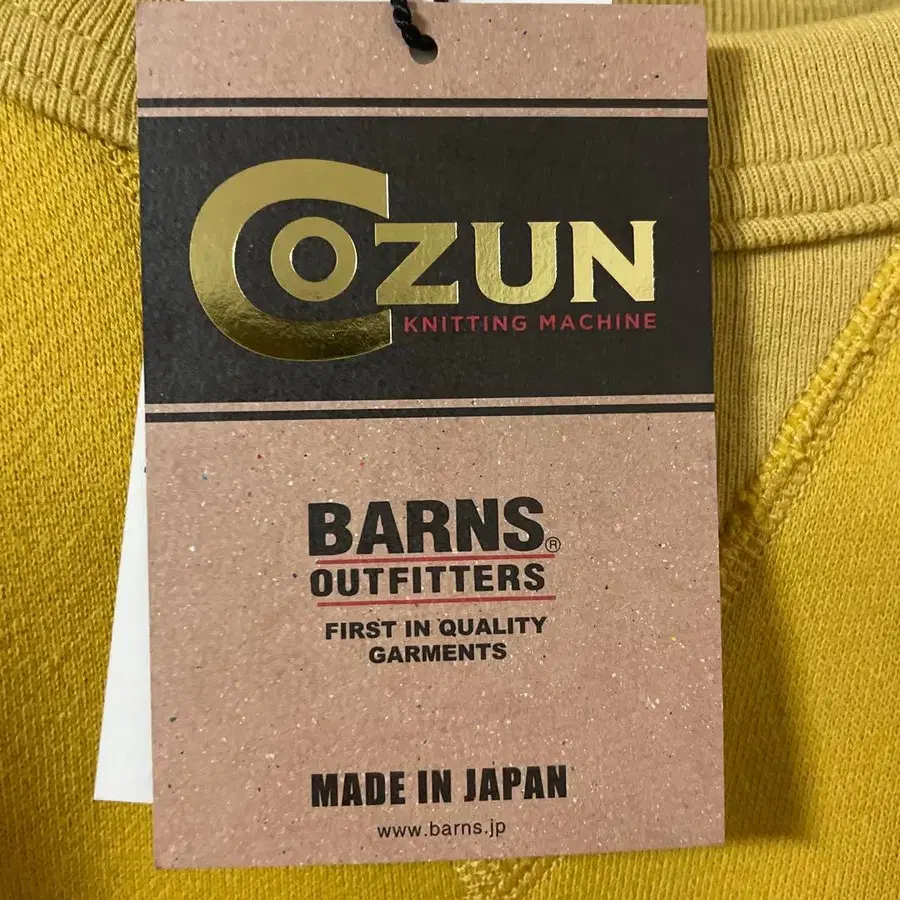 COZUN
KNITTING MACHINE
BARNS®
OUTFITTERS
FIRST IN QUALITY
GARMENTS
MADE IN JAPAN
www.barns.jp